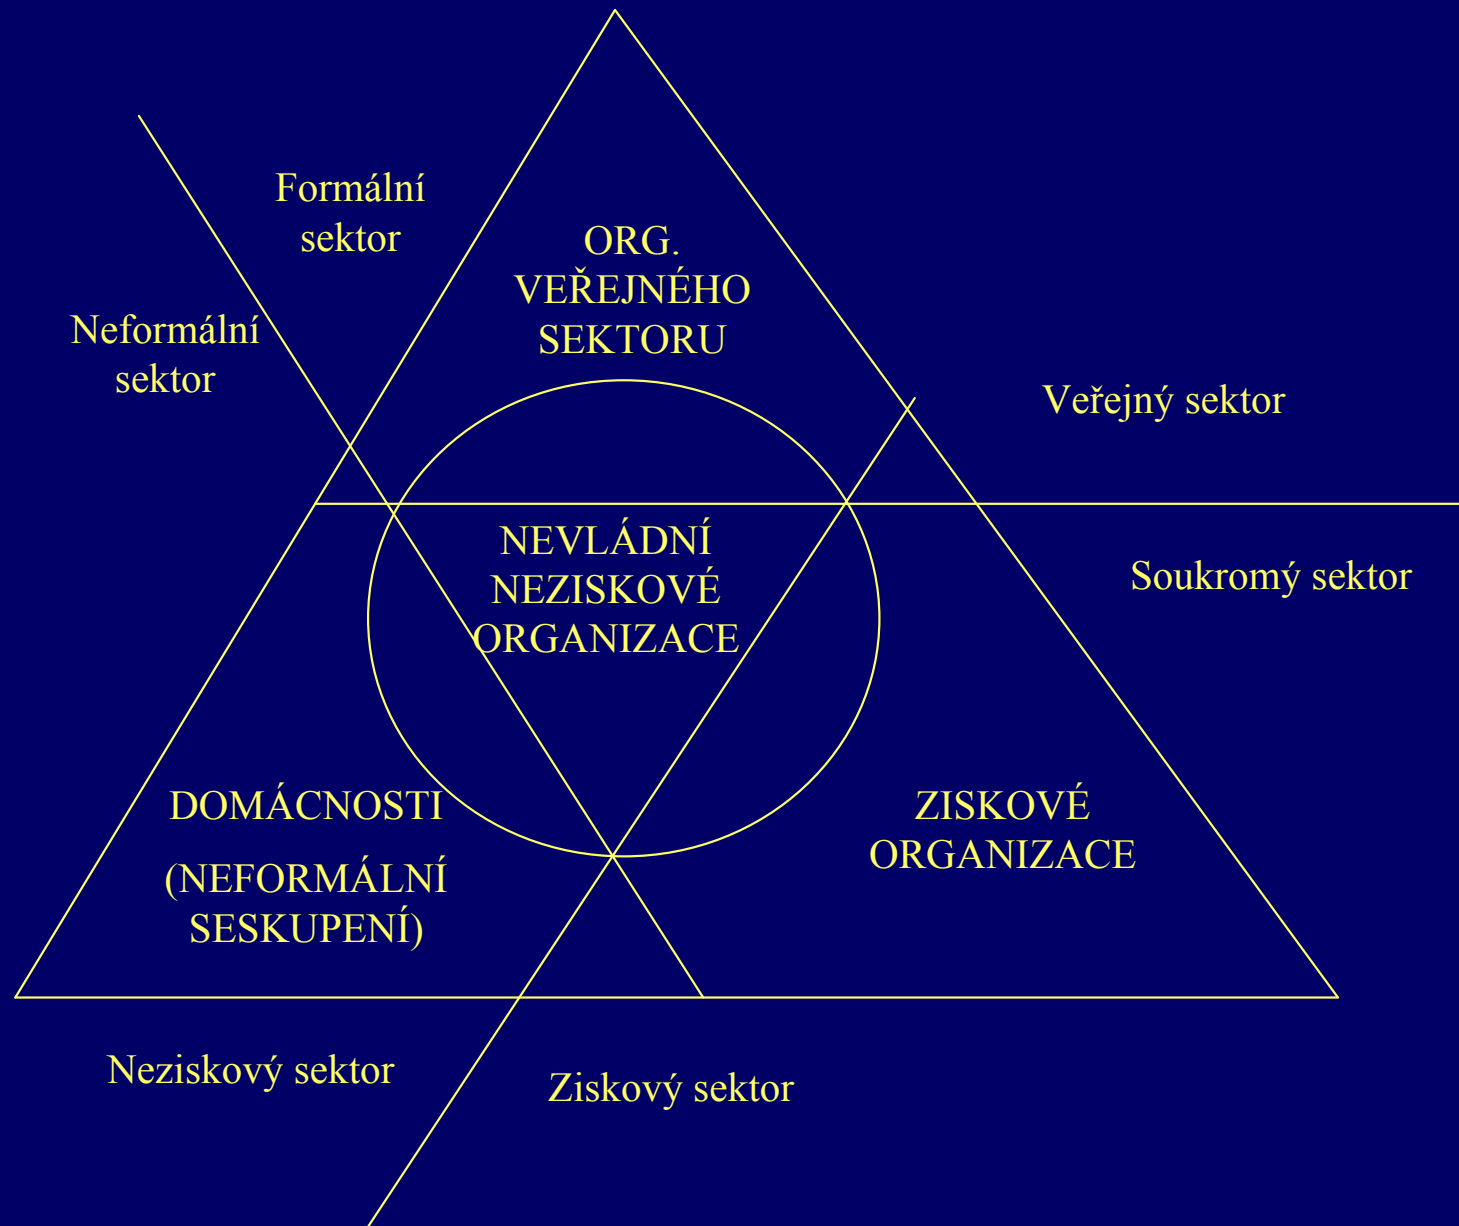 Formální
sektor
ORG.
VEŘEJNÉHO
SEKTORU
Neformální
sektor
Veřejný sektor
NEVLÁDNÍ
NEZISKOVÉ
ORGANIZACE
Soukromý sektor
DOMÁCNOSTI
(NEFORMÁLNÍ
SESKUPENÍ)
ZISKOVÉ
ORGANIZACE
Neziskový sektor
Ziskový sektor